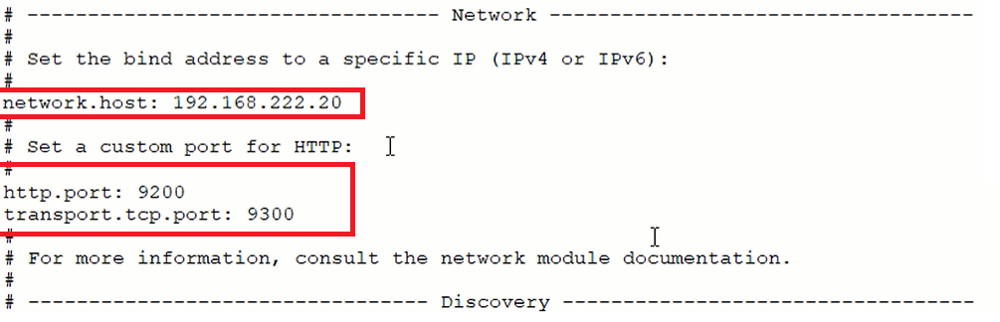 # ---------------------------------- Network -----------------------------------
#
# Set the bind address to a specific IP (IPv4 or IPv6):
#
network.host: 192.168.222.20
#
# Set a custom port for HTTP:
#
http.port: 9200
transport.tcp.port: 9300
#
# For more information, consult the network module documentation.
#
# --------------------------------- Discovery ----------------------------------